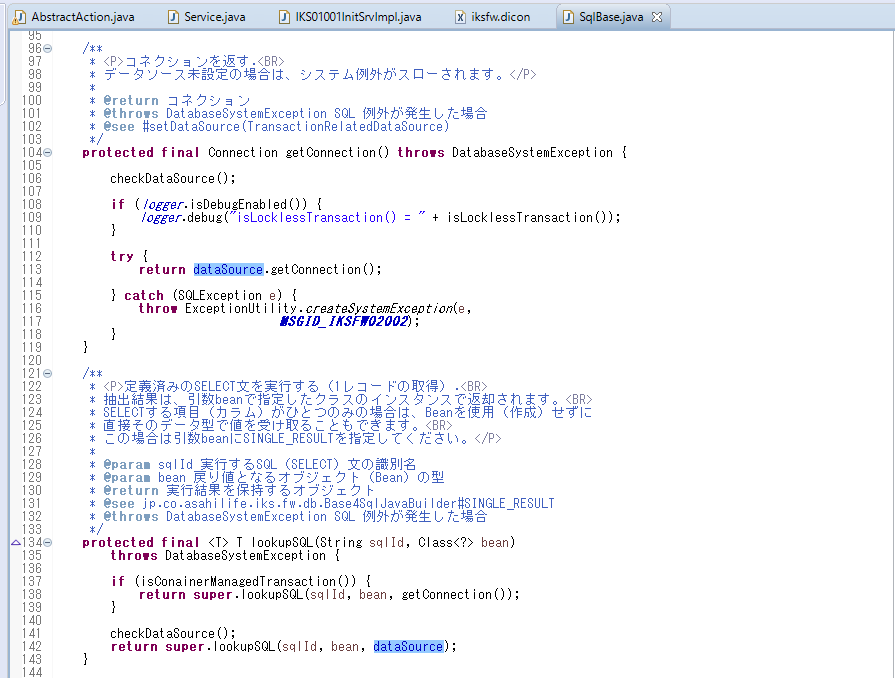 AbstractAction.java Service.java IKS01001InitSrvImpl.java iksfw.dicon SqlBase.java
95
96 /**
97 * <P>コネクションを返す.<BR>
98 * データソース未設定の場合は、システム例外がスローされます。</P>
99 *
100 * @return コネクション
101 * @throws DatabaseSystemException SQL 例外が発生した場合
102 * @see #setDataSource(TransactionRelatedDataSource)
103 */
104 protected final Connection getConnection() throws DatabaseSystemException {
105
106 checkDataSource();
107
108 if (logger.isDebugEnabled()) {
109 logger.debug("isLocklessTransaction() = " + isLocklessTransaction());
110 }
111
112 try {
113 return dataSource.getConnection();
114
115 } catch (SQLException e) {
116 throw ExceptionUtility.createSystemException(e,
117 MSGID_IKSFW02002);
118 }
119 }
120
121 /**
122 * <P>定義済みのSELECT文を実行する（1レコードの取得）.<BR>
123 * 抽出結果は、引数beanで指定したクラスのインスタンスで返却されます。<BR>
124 * SELECTする項目（カラム）がひとつのみの場合は、Beanを使用（作成）せずに
125 * 直接そのデータ型で値を受け取ることもできます。<BR>
126 * この場合は引数beanにSINGLE_RESULTを指定してください。</P>
127 *
128 * @param sqlId 実行するSQL（SELECT）文の識別名
129 * @param bean 戻り値となるオブジェクト（Bean）の型
130 * @return 実行結果を保持するオブジェクト
131 * @see jp.co.asahilife.iks.fw.db.Base4SqlJavaBuilder#SINGLE_RESULT
132 * @throws DatabaseSystemException SQL 例外が発生した場合
133 */
134 protected final <T> T lookupSQL(String sqlId, Class<?> bean)
135 throws DatabaseSystemException {
136
137 if (isConainerManagedTransaction()) {
138 return super.lookupSQL(sqlId, bean, getConnection());
139 }
140
141 checkDataSource();
142 return super.lookupSQL(sqlId, bean, dataSource);
143 }
144